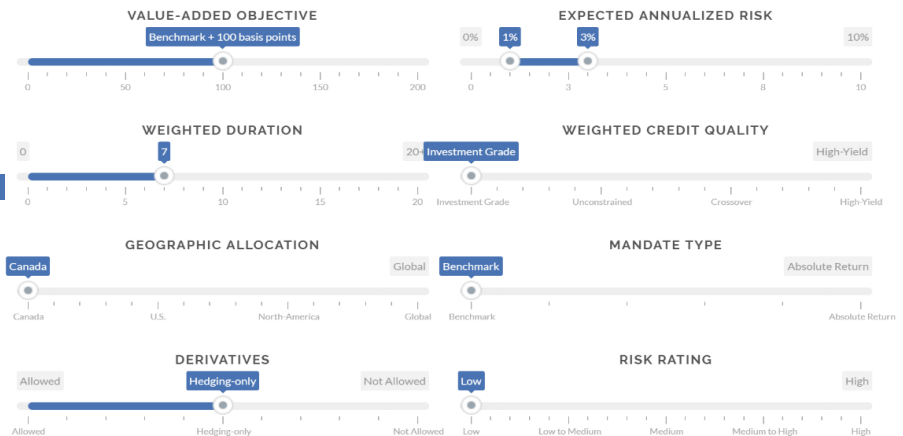 VALUE-ADDED OBJECTIVE
Benchmark + 100 basis points
0 50 100 150 200
EXPECTED ANNUALIZED RISK
0% 1% 3% 10%
0 3 5 8 10
WEIGHTED DURATION
0 7 20+
0 5 10 15 20
WEIGHTED CREDIT QUALITY
Investment Grade High-Yield
Investment Grade Unconstrained Crossover High-Yield
GEOGRAPHIC ALLOCATION
Canada Global
Canada U.S. North-America Global
MANDATE TYPE
Benchmark Absolute Return
Benchmark Absolute Return
DERIVATIVES
Allowed Hedging-only Not Allowed
Allowed Hedging-only Not Allowed
RISK RATING
Low High
Low Low to Medium Medium Medium to High High